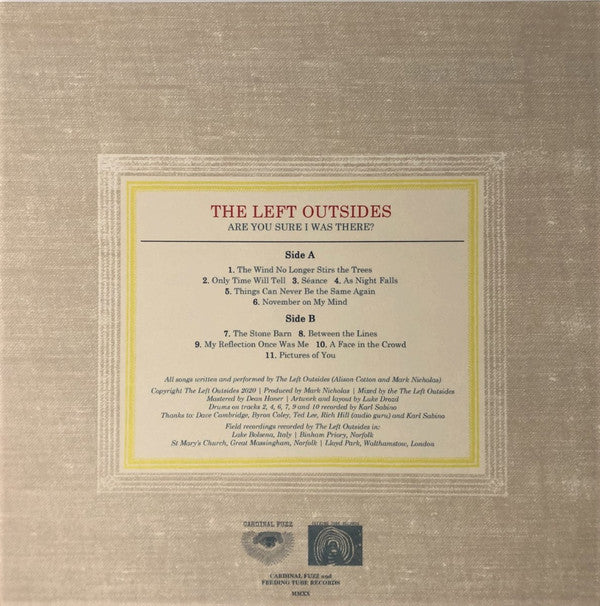 THE LEFT OUTSIDES
ARE YOU SURE I WAS THERE?
Side A
1. The Wind No Longer Stirs the Trees
2. Only Time Will Tell 3. Séance 4. As Night Falls
5. Things Can Never Be the Same Again
6. November on My Mind
Side B
7. The Stone Barn 8. Between the Lines
9. My Reflection Once Was Me 10. A Face in the Crowd
11. Pictures of You
All songs written and performed by The Left Outsides (Alison Cotton and Mark Nicholas)
Copyright The Left Outsides 2020 | Produced by Mark Nicholas | Mixed by the The Left Outsides
Mastered by Dean Honer | Artwork and layout by Luke Drozd
Drums on tracks 2, 4, 6, 7, 9 and 10 recorded by Karl Sabino
Thanks to: Dave Cambridge, Byron Coley, Ted Lee, Rich Hill (audio guru) and Karl Sabino
Field recordings recorded by The Left Outsides in:
Lake Bolsena, Italy | Binham Priory, Norfolk
St Mary's Church, Great Massingham, Norfolk | Lloyd Park, Walthamstow, London
CARDINAL FUZZ
FEEDING TUBE RECORDS
CARDINAL FUZZ and
FEEDING TUBE RECORDS
MMXX